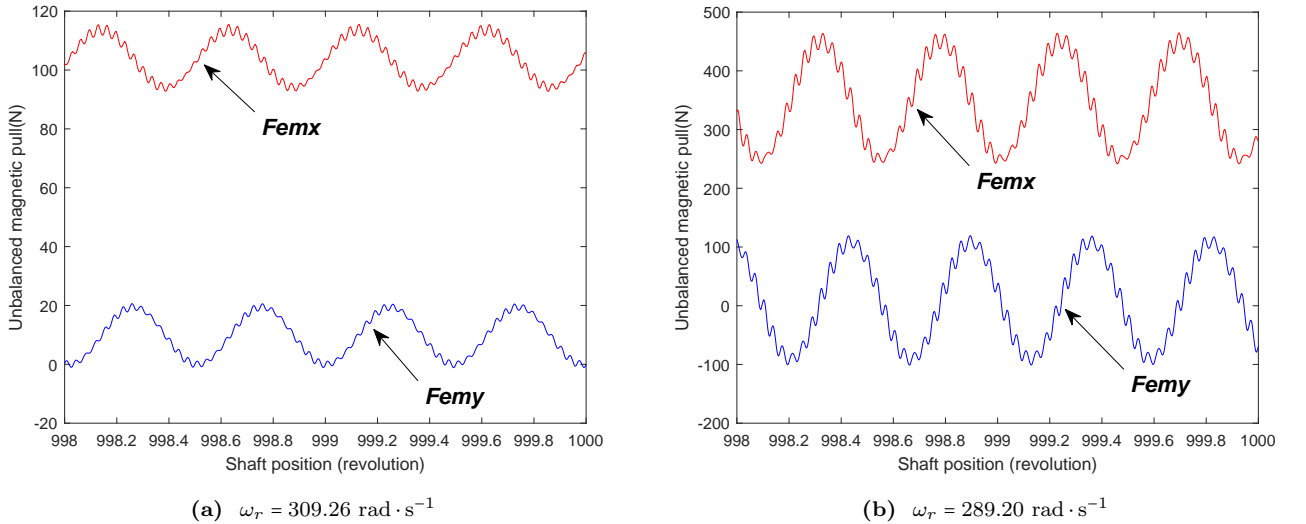 120
100
80
60
40
20
0
-20
Unbalanced magnetic pull(N)
Femx
Femy
998 998.2 998.4 998.6 998.8 999 999.2 999.4 999.6 999.8 1000
Shaft position (revolution)
(a) ω_r = 309.26 rad · s⁻¹
500
400
300
200
100
0
-100
-200
Unbalanced magnetic pull(N)
Femx
Femy
998 998.2 998.4 998.6 998.8 999 999.2 999.4 999.6 999.8 1000
Shaft position (revolution)
(b) ω_r = 289.20 rad · s⁻¹